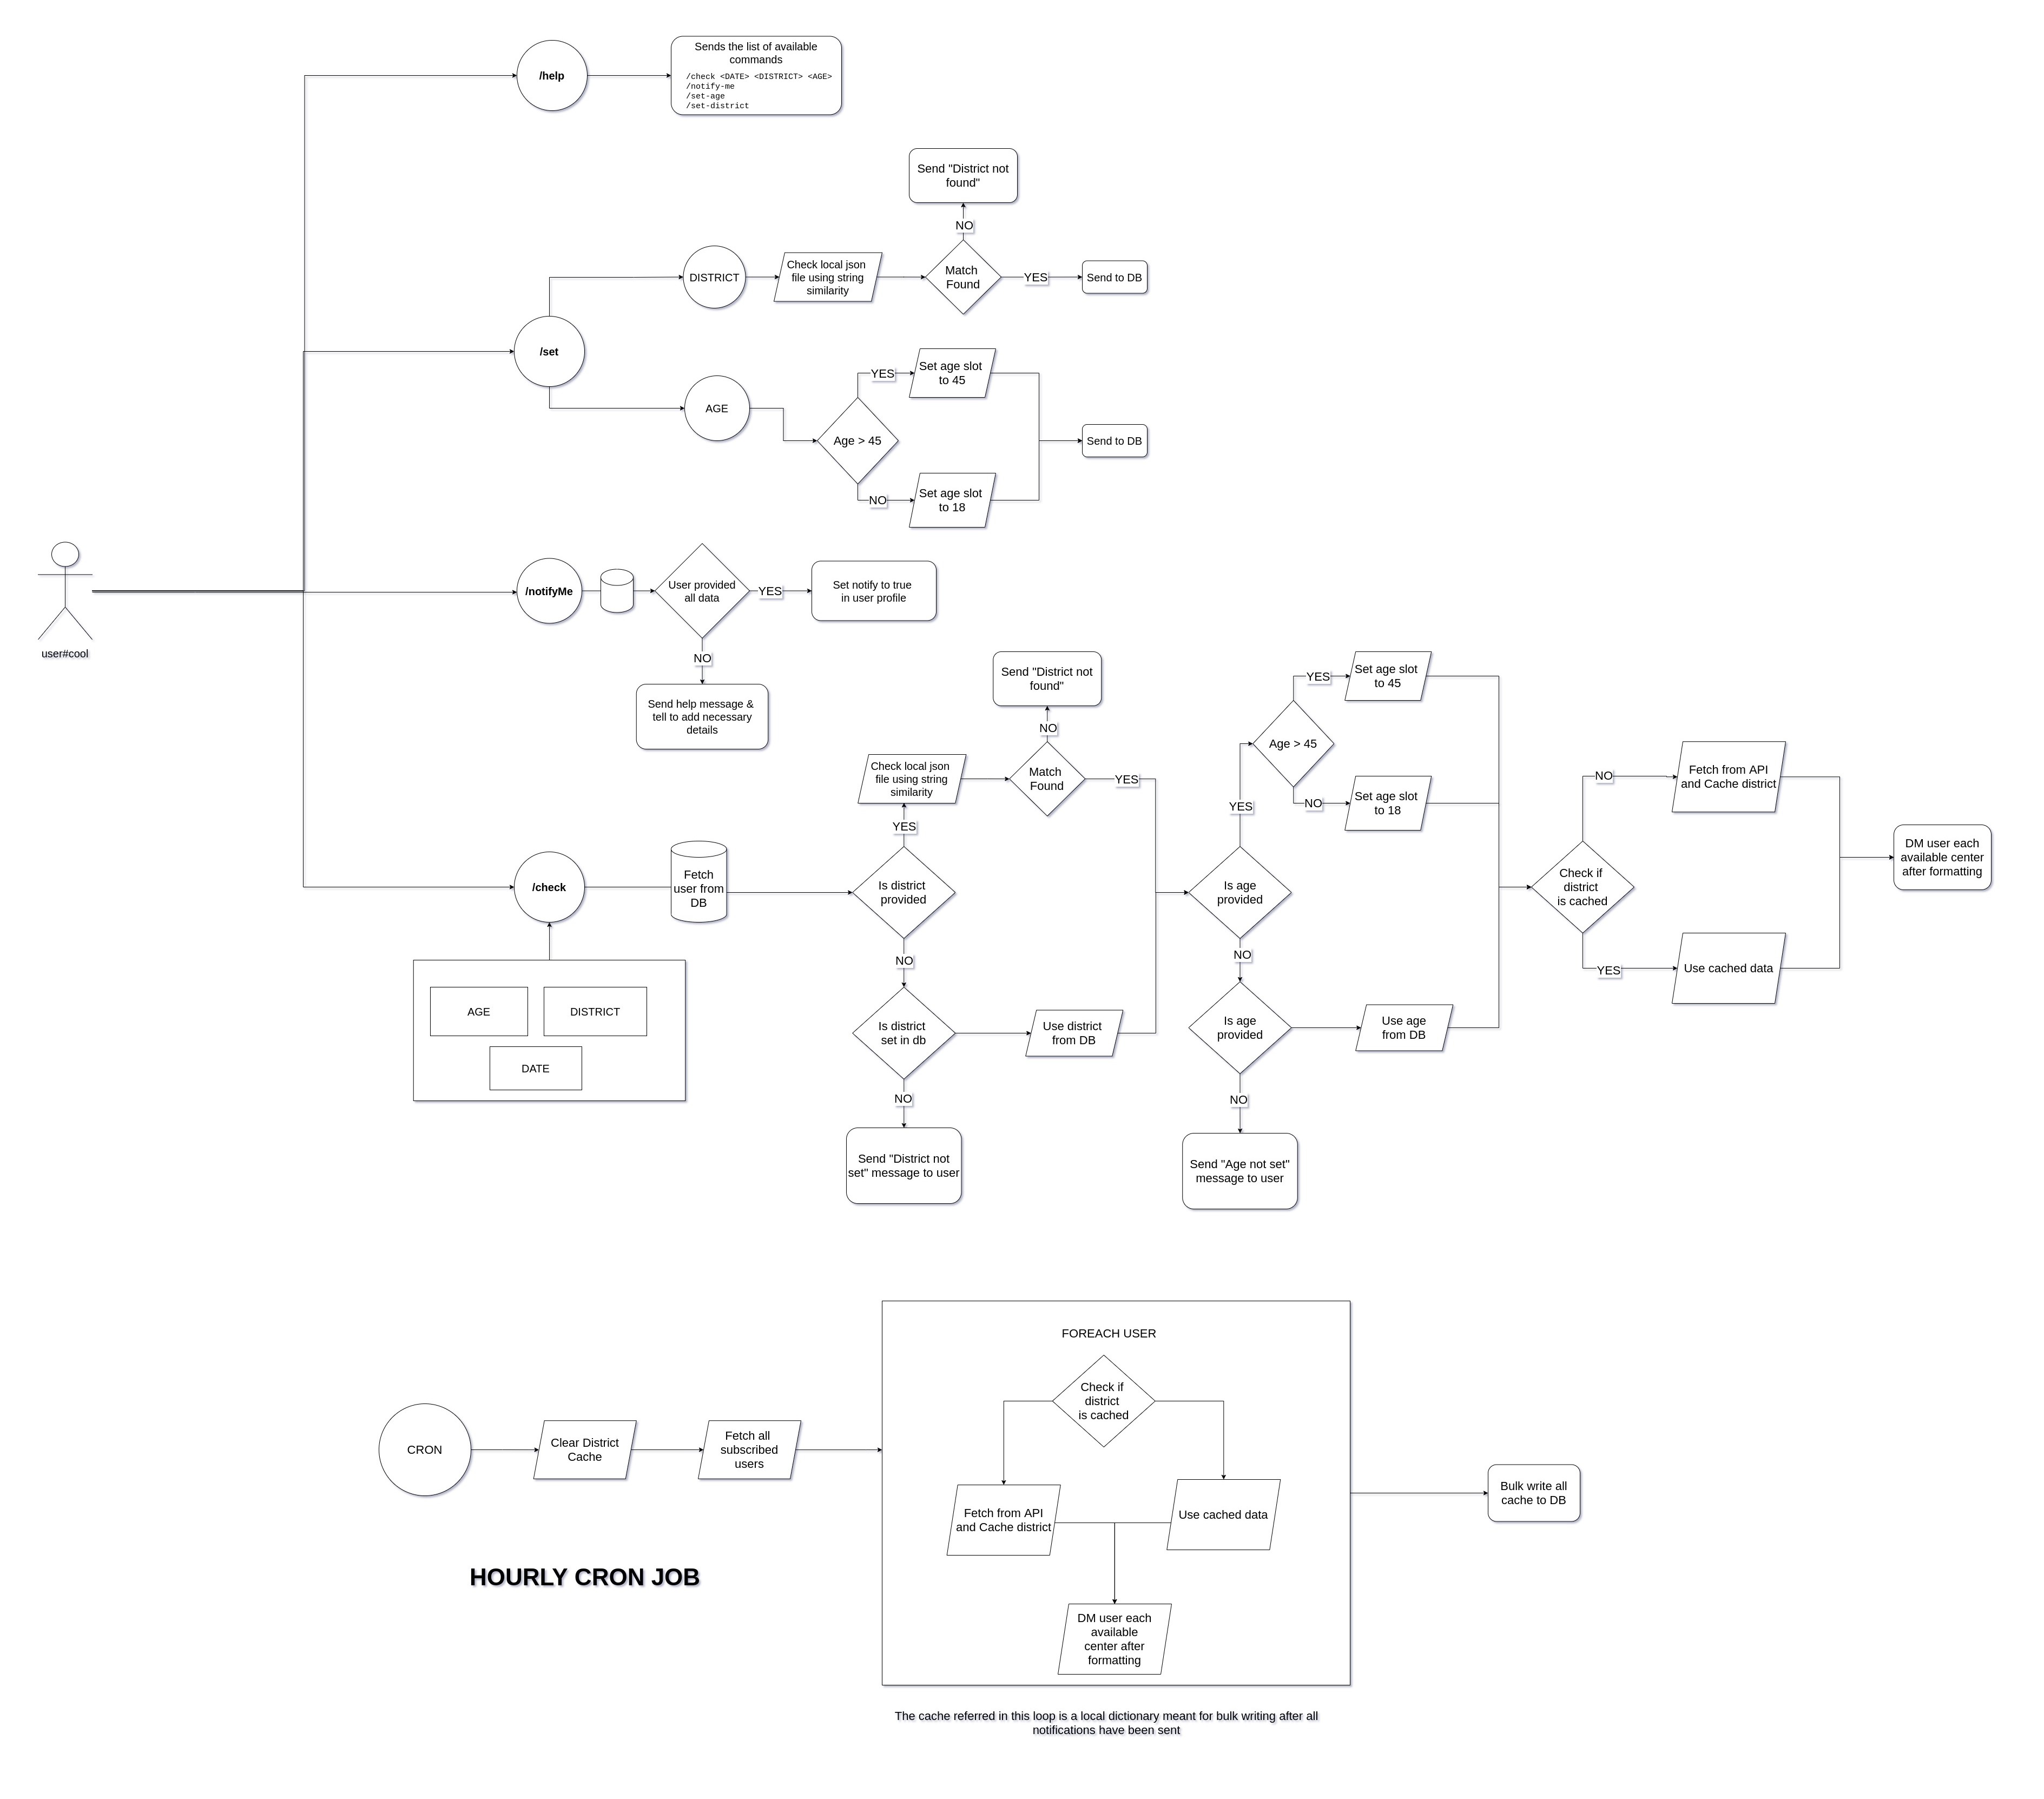 /help
Sends the list of available
commands
/check <DATE> <DISTRICT> <AGE>
/notify-me
/set-age
/set-district
Send "District not
found"
NO
DISTRICT
Check local json
file using string
similarity
Match
Found
YES
Send to DB
/set
AGE
Age > 45
YES
Set age slot
to 45
NO
Set age slot
to 18
Send to DB
user#cool
/notifyMe
User provided
all data
YES
Set notify to true
in user profile
NO
Send help message &
tell to add necessary
details
/check
AGE
DISTRICT
DATE
Fetch
user from
DB
Is district
provided
YES
Check local json
file using string
similarity
Match
Found
NO
Send "District not
found"
YES
NO
Is district
set in db
Use district
from DB
NO
Send "District not
set" message to user
Is age
provided
YES
Age > 45
YES
Set age slot
to 45
NO
Set age slot
to 18
NO
Is age
provided
Use age
from DB
NO
Send "Age not set"
message to user
Check if
district
is cached
NO
Fetch from API
and Cache district
YES
Use cached data
DM user each
available center
after formatting
CRON
Clear District
Cache
Fetch all
subscribed
users
FOREACH USER
Check if
district
is cached
Fetch from API
and Cache district
Use cached data
DM user each
available
center after
formatting
Bulk write all
cache to DB
HOURLY CRON JOB
The cache referred in this loop is a local dictionary meant for bulk writing after all
notifications have been sent